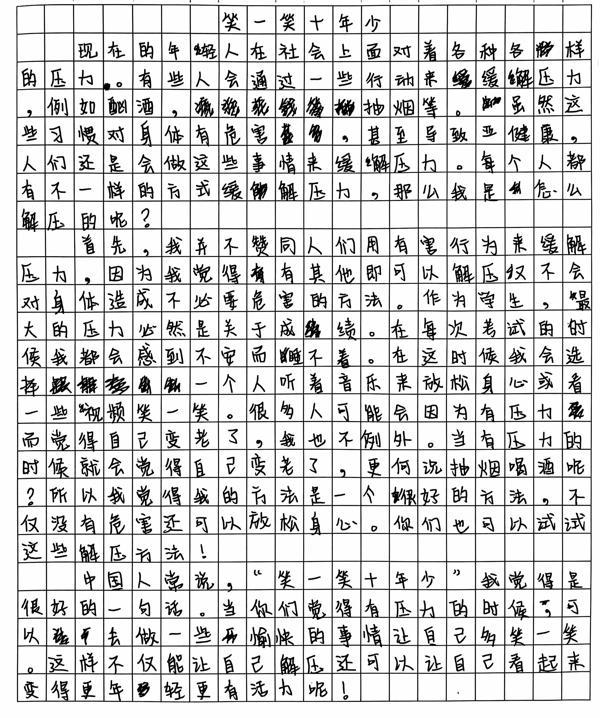 笑一笑十年少
现在的年轻人在社会上面对着各种各样
的压力。有些人会通过一些行动来缓解压力
，例如酗酒，抽烟等。虽然这
些习惯对身体有危害，甚至导致亚健康，
人们还是会做这些事情来缓解压力。每个人都
有不一样的方式缓解压力，那么我是怎么
解压的呢？
首先，我并不赞同人们用有害行为来缓解
压力，因为我觉得有其他即可以解压又不会
对身体造成不必要危害的方法。作为学生，最
大的压力必然是关于成绩。在每次考试的时
候我都会感到不安而睡不着。在这时候我会选
择一个人听着音乐来放松身心或看
一些视频笑一笑。很多人可能会因为有压力
而觉得自己变老了，我也不例外。当有压力的
时候就会觉得自己变老了，更何况抽烟喝酒呢
？所以我觉得我的方法是一个很好的方法，不
仅没有危害还可以放松身心。你们也可以试试
这些解压方法！
中国人常说，“笑一笑十年少”我觉得是
很好的一句话。当你们觉得有压力的时候，可
以去做一些愉快的事情让自己多笑一笑
。这样不仅能让自己解压还可以让自己看起来
变得更年轻更有活力呢！